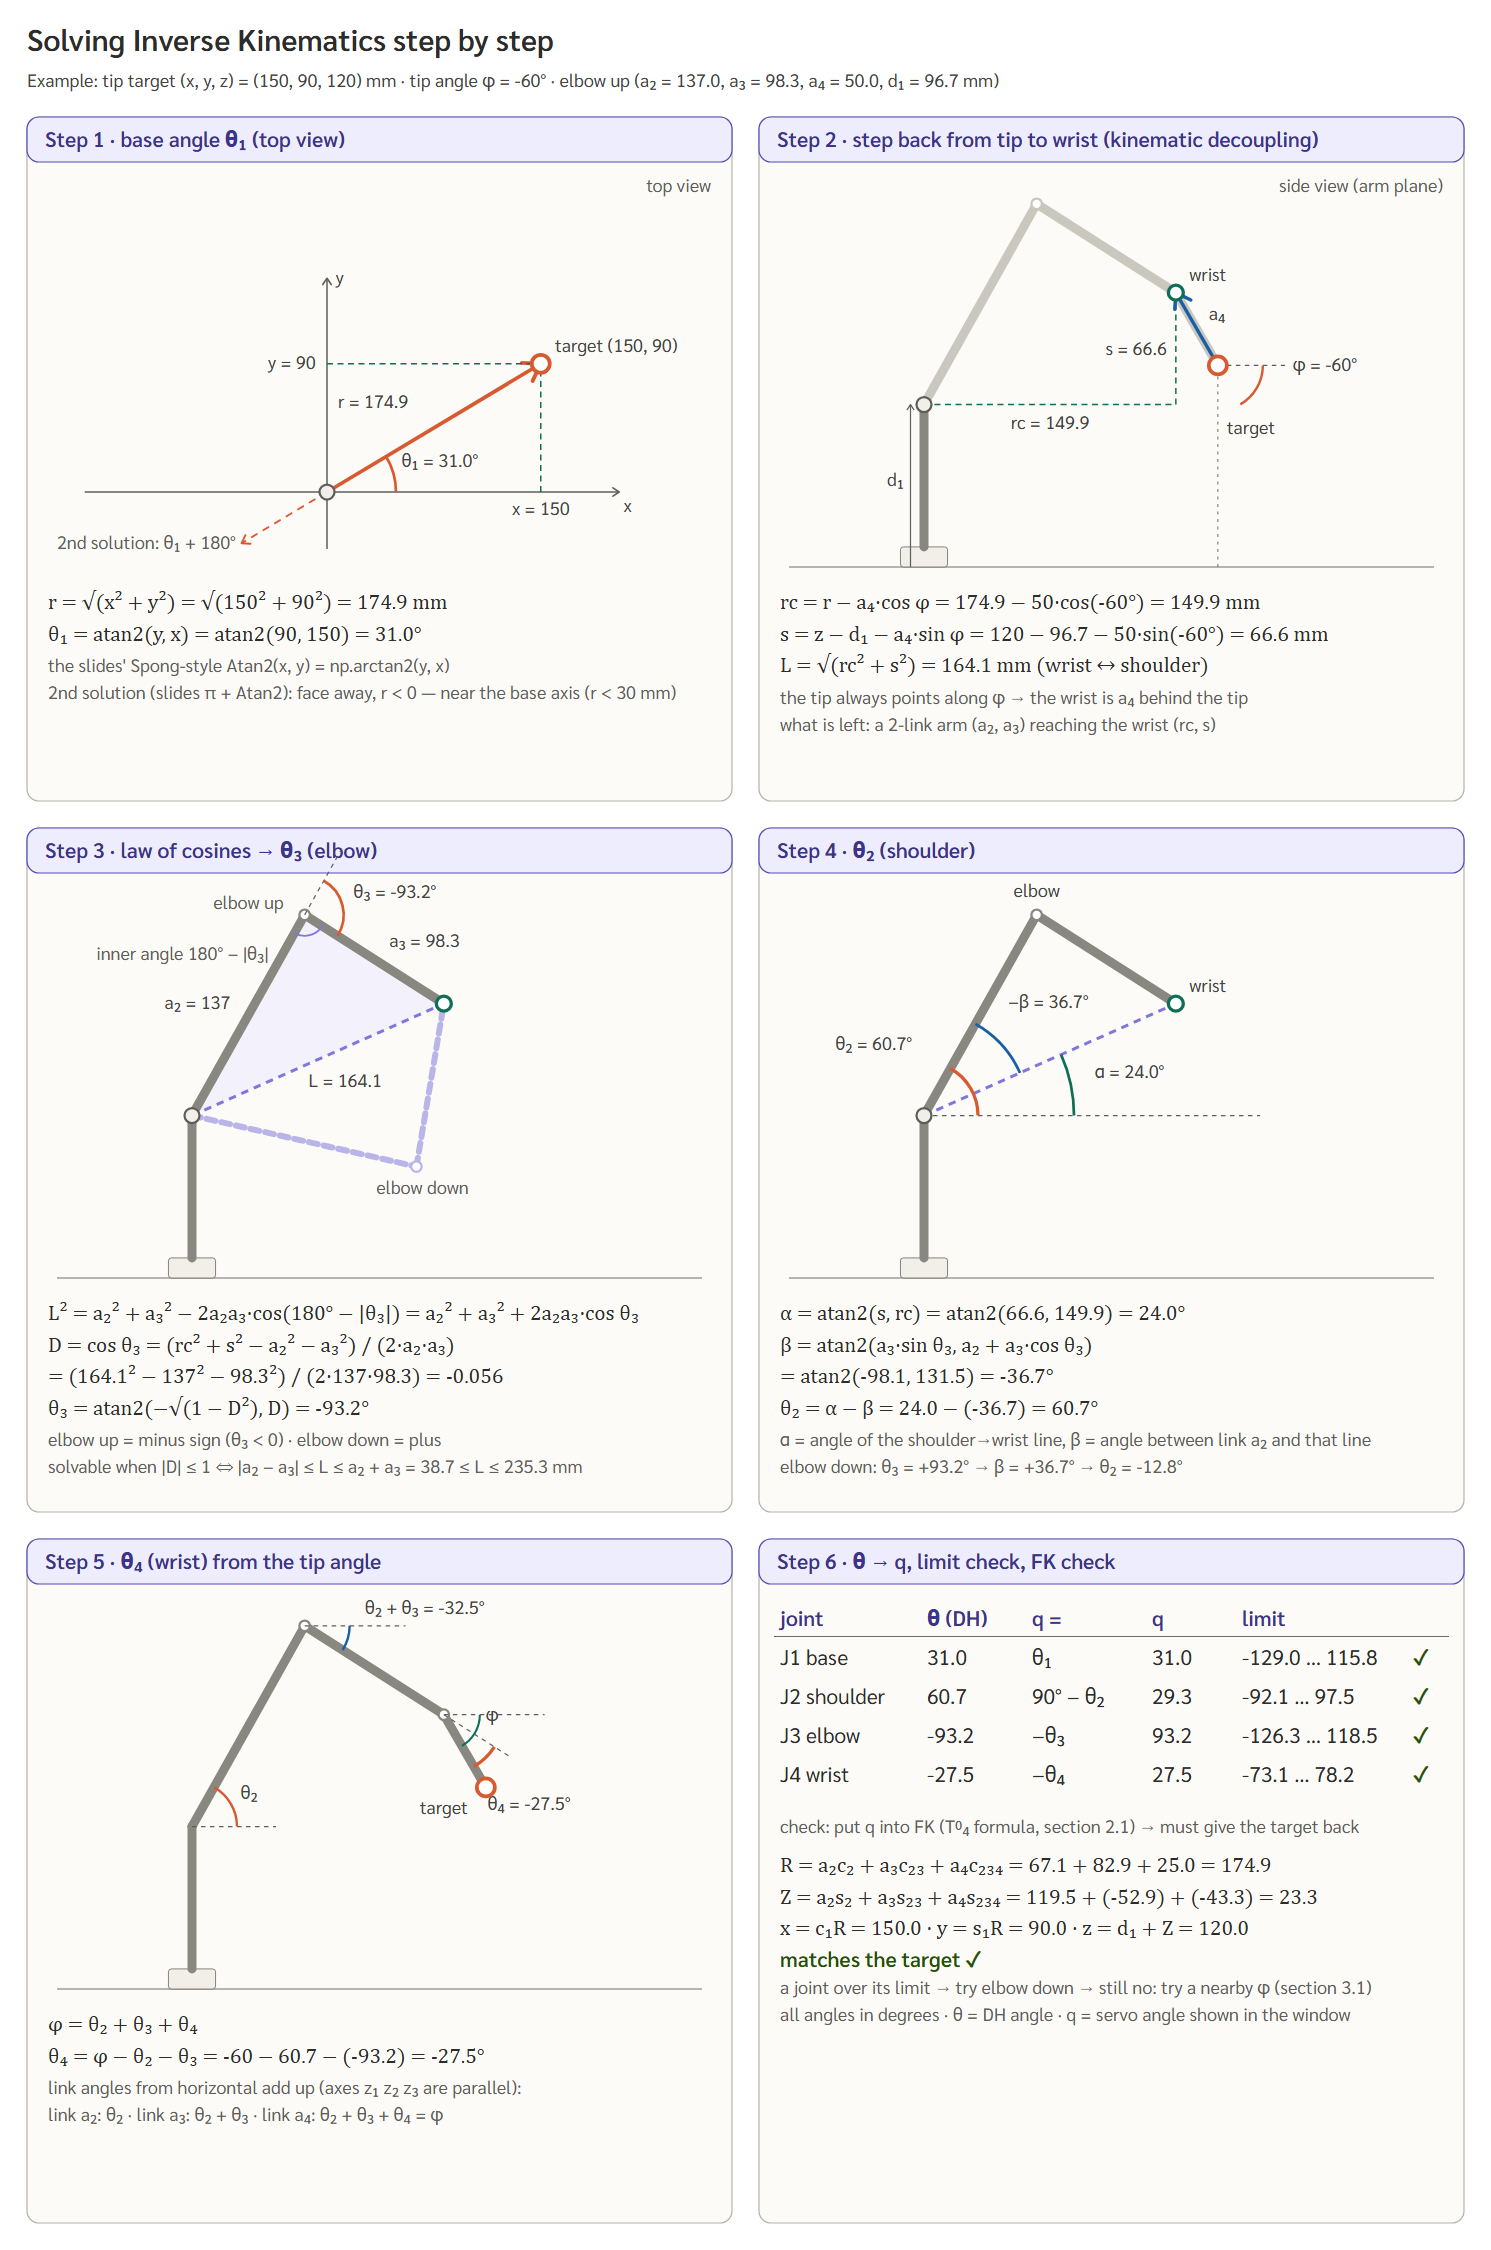 Solving Inverse Kinematics step by step
Example: tip target (x, y, z) = (150, 90, 120) mm · tip angle φ = -60° · elbow up (a₂ = 137.0, a₃ = 98.3, a₄ = 50.0, d₁ = 96.7 mm)
Step 1 · base angle θ₁ (top view)
top view
y
target (150, 90)
y = 90
r = 174.9
θ₁ = 31.0°
x = 150
x
2nd solution: θ₁ + 180°
r = √(x² + y²) = √(150² + 90²) = 174.9 mm
θ₁ = atan2(y, x) = atan2(90, 150) = 31.0°
the slides' Spong-style Atan2(x, y) = np.arctan2(y, x)
2nd solution (slides π + Atan2): face away, r < 0 — near the base axis (r < 30 mm)
Step 2 · step back from tip to wrist (kinematic decoupling)
side view (arm plane)
wrist
a₄
s = 66.6
φ = -60°
rc = 149.9
target
d₁
rc = r − a₄·cos φ = 174.9 − 50·cos(-60°) = 149.9 mm
s = z − d₁ − a₄·sin φ = 120 − 96.7 − 50·sin(-60°) = 66.6 mm
L = √(rc² + s²) = 164.1 mm (wrist ↔ shoulder)
the tip always points along φ → the wrist is a₄ behind the tip
what is left: a 2-link arm (a₂, a₃) reaching the wrist (rc, s)
Step 3 · law of cosines → θ₃ (elbow)
elbow up
θ₃ = -93.2°
a₃ = 98.3
inner angle 180° − |θ₃|
a₂ = 137
L = 164.1
elbow down
L² = a₂² + a₃² − 2a₂a₃·cos(180° − |θ₃|) = a₂² + a₃² + 2a₂a₃·cos θ₃
D = cos θ₃ = (rc² + s² − a₂² − a₃²) / (2·a₂·a₃)
= (164.1² − 137² − 98.3²) / (2·137·98.3) = -0.056
θ₃ = atan2(−√(1 − D²), D) = -93.2°
elbow up = minus sign (θ₃ < 0) · elbow down = plus
solvable when |D| ≤ 1 ⇔ |a₂ − a₃| ≤ L ≤ a₂ + a₃ = 38.7 ≤ L ≤ 235.3 mm
Step 4 · θ₂ (shoulder)
elbow
wrist
−β = 36.7°
θ₂ = 60.7°
α = 24.0°
α = atan2(s, rc) = atan2(66.6, 149.9) = 24.0°
β = atan2(a₃·sin θ₃, a₂ + a₃·cos θ₃)
= atan2(-98.1, 131.5) = -36.7°
θ₂ = α − β = 24.0 − (-36.7) = 60.7°
α = angle of the shoulder→wrist line, β = angle between link a₂ and that line
elbow down: θ₃ = +93.2° → β = +36.7° → θ₂ = -12.8°
Step 5 · θ₄ (wrist) from the tip angle
θ₂ + θ₃ = -32.5°
φ
θ₂
target
θ₄ = -27.5°
φ = θ₂ + θ₃ + θ₄
θ₄ = φ − θ₂ − θ₃ = -60 − 60.7 − (-93.2) = -27.5°
link angles from horizontal add up (axes z₁ z₂ z₃ are parallel):
link a₂: θ₂ · link a₃: θ₂ + θ₃ · link a₄: θ₂ + θ₃ + θ₄ = φ
Step 6 · θ → q, limit check, FK check
joint θ (DH) q = q limit
J1 base 31.0 θ₁ 31.0 -129.0 ... 115.8 ✓
J2 shoulder 60.7 90° − θ₂ 29.3 -92.1 ... 97.5 ✓
J3 elbow -93.2 −θ₃ 93.2 -126.3 ... 118.5 ✓
J4 wrist -27.5 −θ₄ 27.5 -73.1 ... 78.2 ✓
check: put q into FK (T⁰₄ formula, section 2.1) → must give the target back
R = a₂c₂ + a₃c₂₃ + a₄c₂₃₄ = 67.1 + 82.9 + 25.0 = 174.9
Z = a₂s₂ + a₃s₂₃ + a₄s₂₃₄ = 119.5 + (-52.9) + (-43.3) = 23.3
x = c₁R = 150.0 · y = s₁R = 90.0 · z = d₁ + Z = 120.0
matches the target ✓
a joint over its limit → try elbow down → still no: try a nearby φ (section 3.1)
all angles in degrees · θ = DH angle · q = servo angle shown in the window